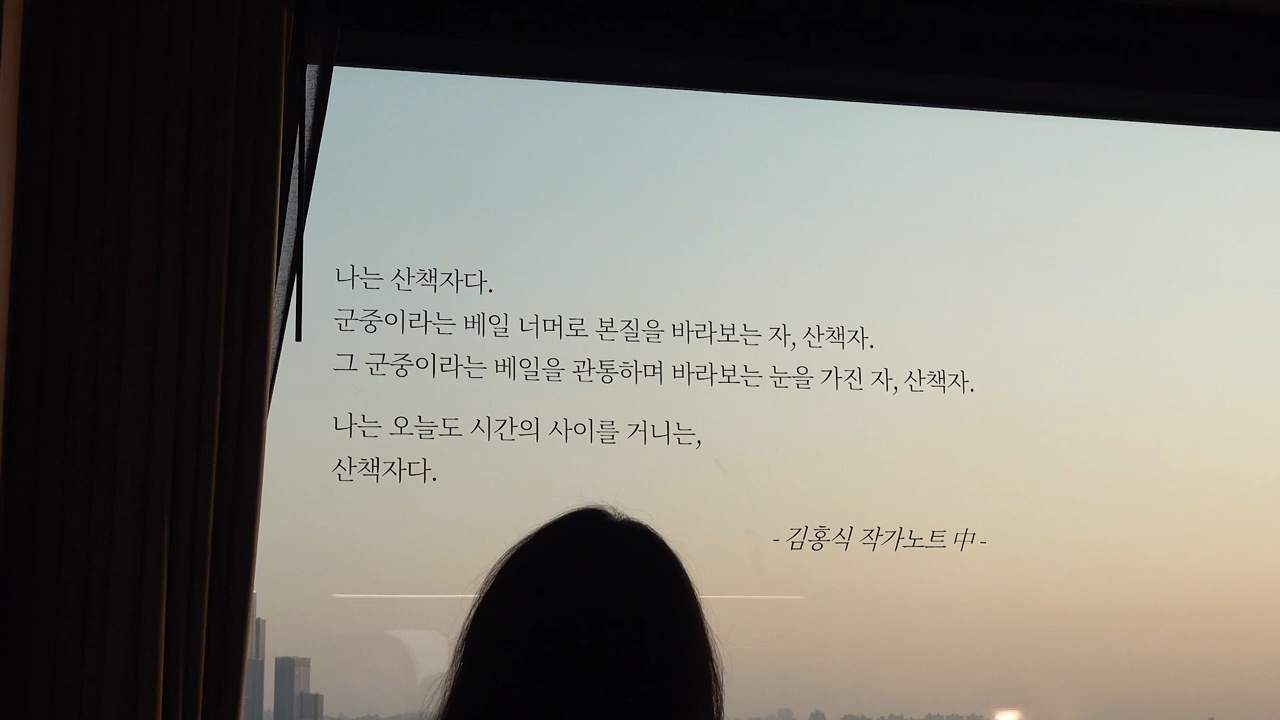 나는 산책자다.
군중이라는 베일 너머로 본질을 바라보는 자, 산책자.
그 군중이라는 베일을 관통하며 바라보는 눈을 가진 자, 산책자.
나는 오늘도 시간의 사이를 거니는,
산책자다.
- 김홍식 작가노트 中 -